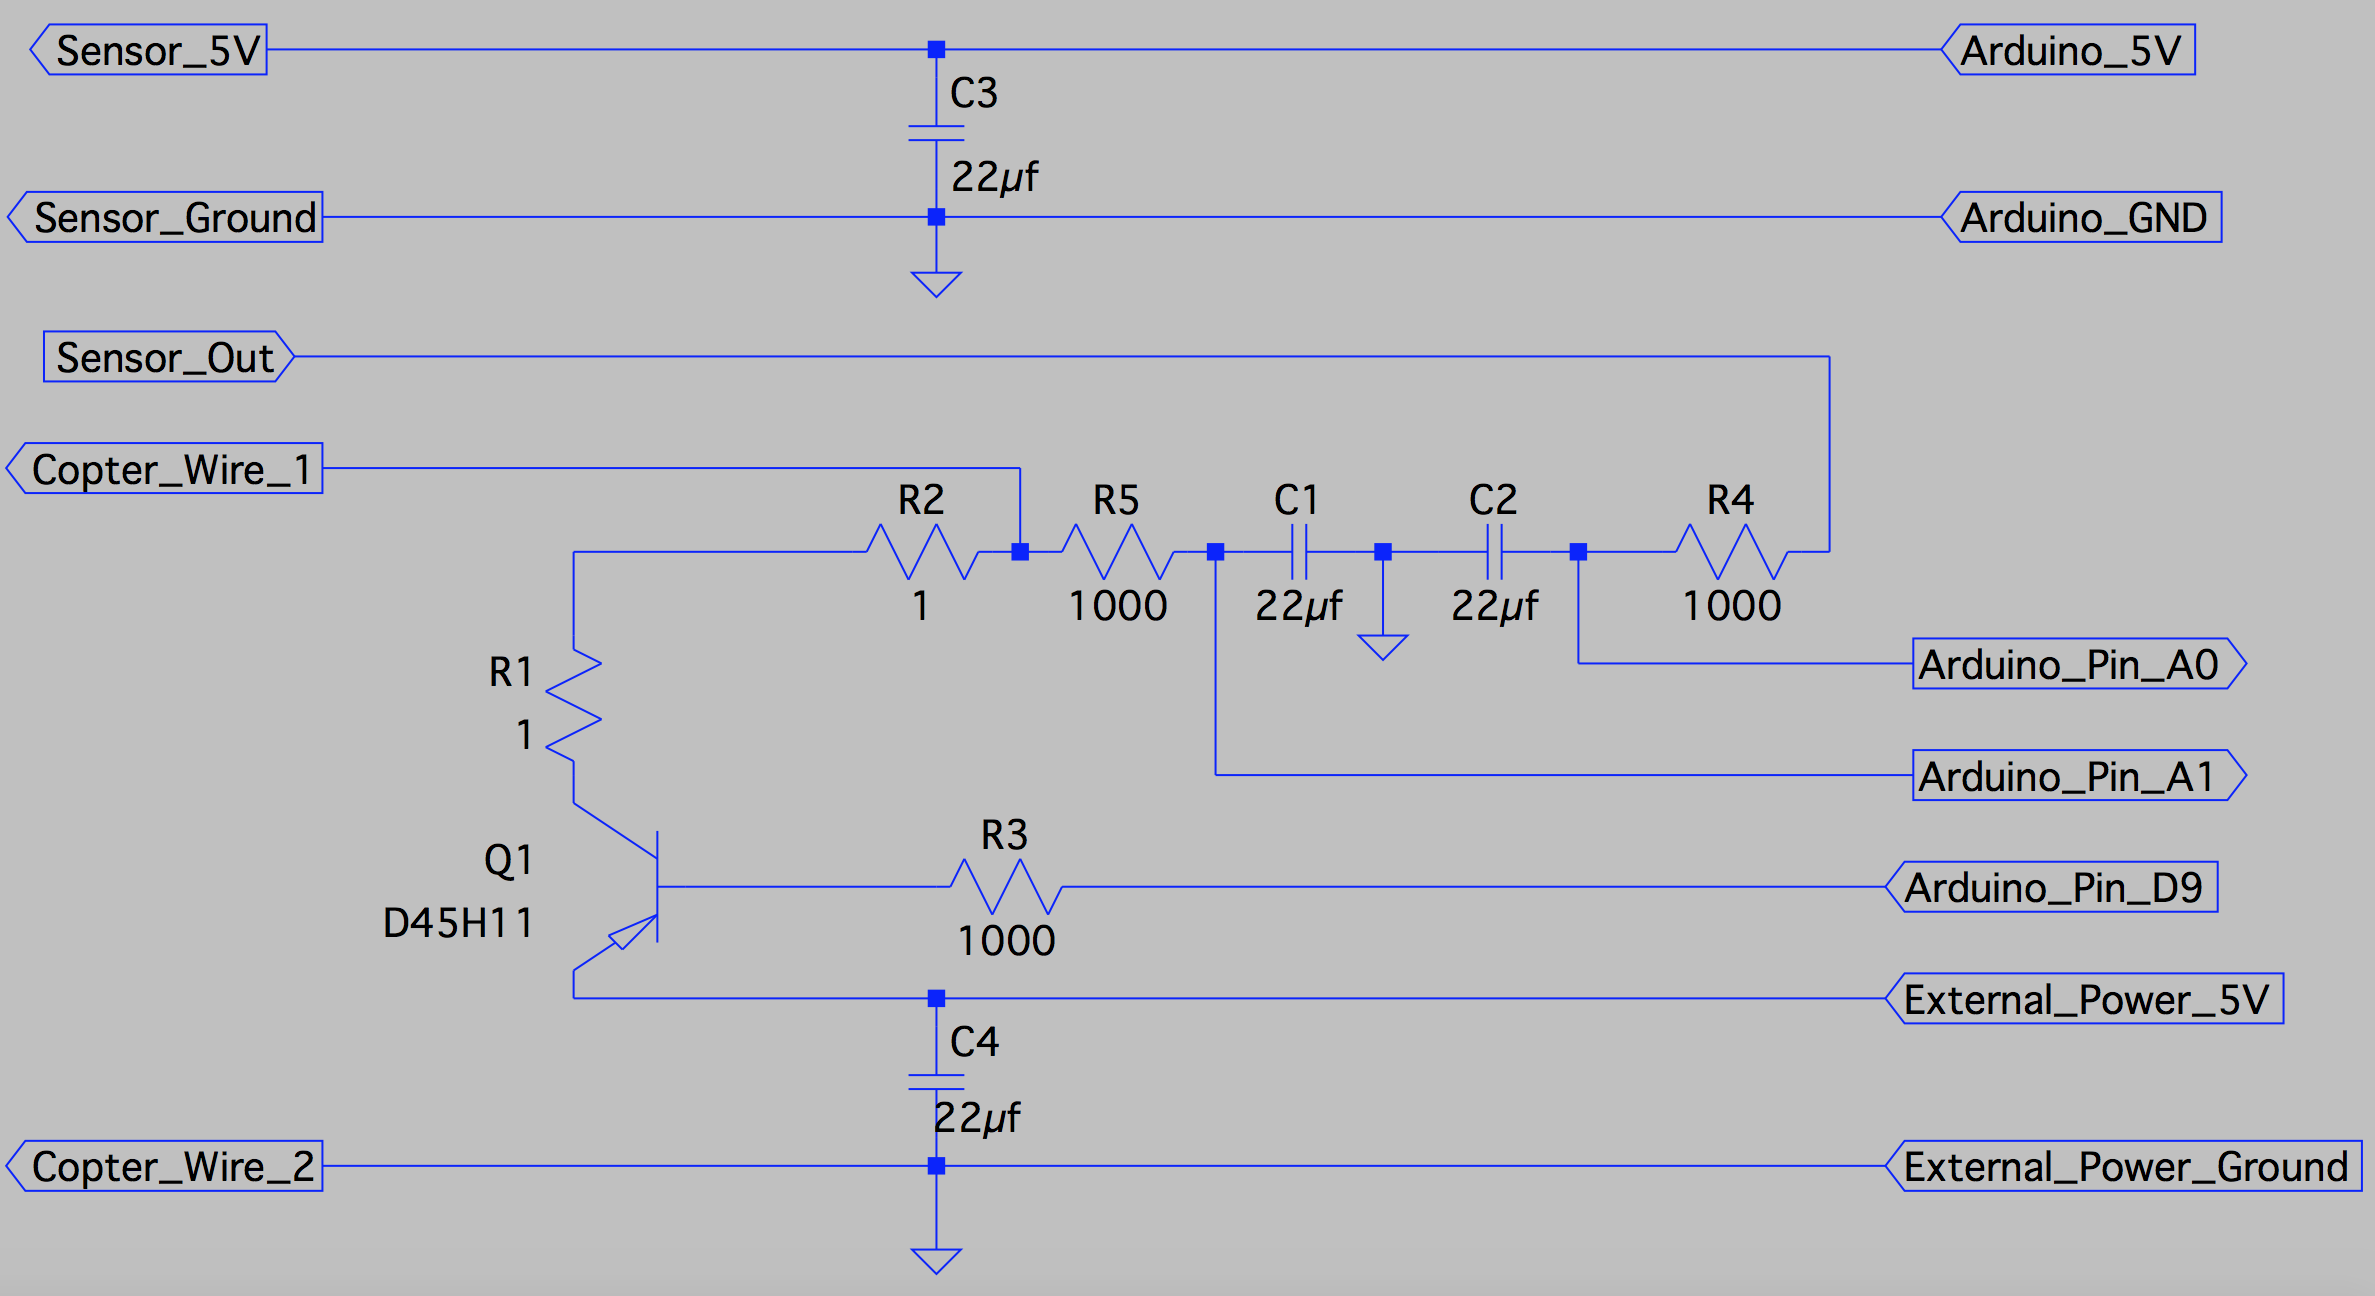 Sensor_5V
Arduino_5V
C3
22µf
Sensor_Ground
Arduino_GND
Sensor_Out
Copter_Wire_1
R2
R5
C1
C2
R4
1
1000
22µf
22µf
1000
R1
1
Arduino_Pin_A0
Arduino_Pin_A1
Q1
D45H11
R3
1000
Arduino_Pin_D9
External_Power_5V
C4
22µf
Copter_Wire_2
External_Power_Ground